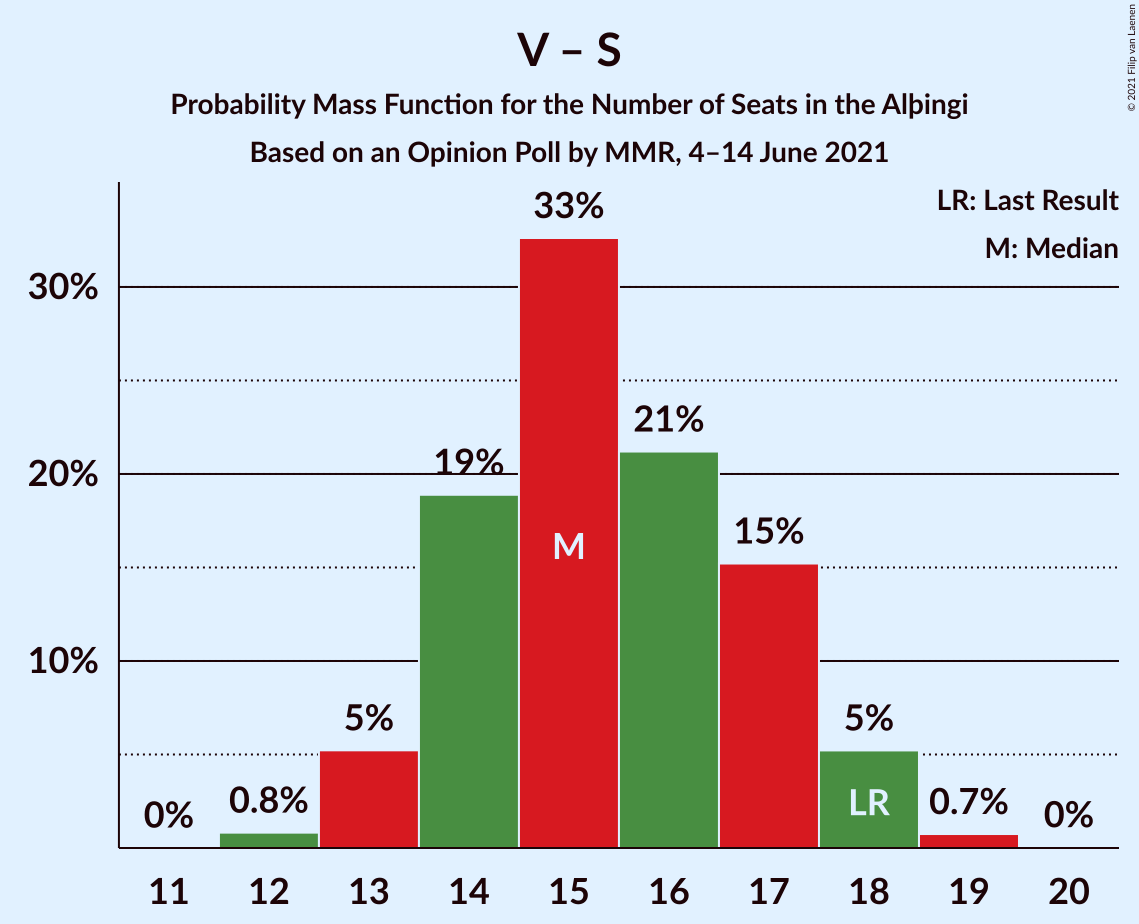 V – S
Probability Mass Function for the Number of Seats in the Alþingi
Based on an Opinion Poll by MMR, 4–14 June 2021
© 2021 Filip van Laenen
LR: Last Result
M: Median
30%
20%
10%
0%
0.8%
5%
19%
33%
21%
15%
5%
0.7%
0%
M
LR
11
12
13
14
15
16
17
18
19
20